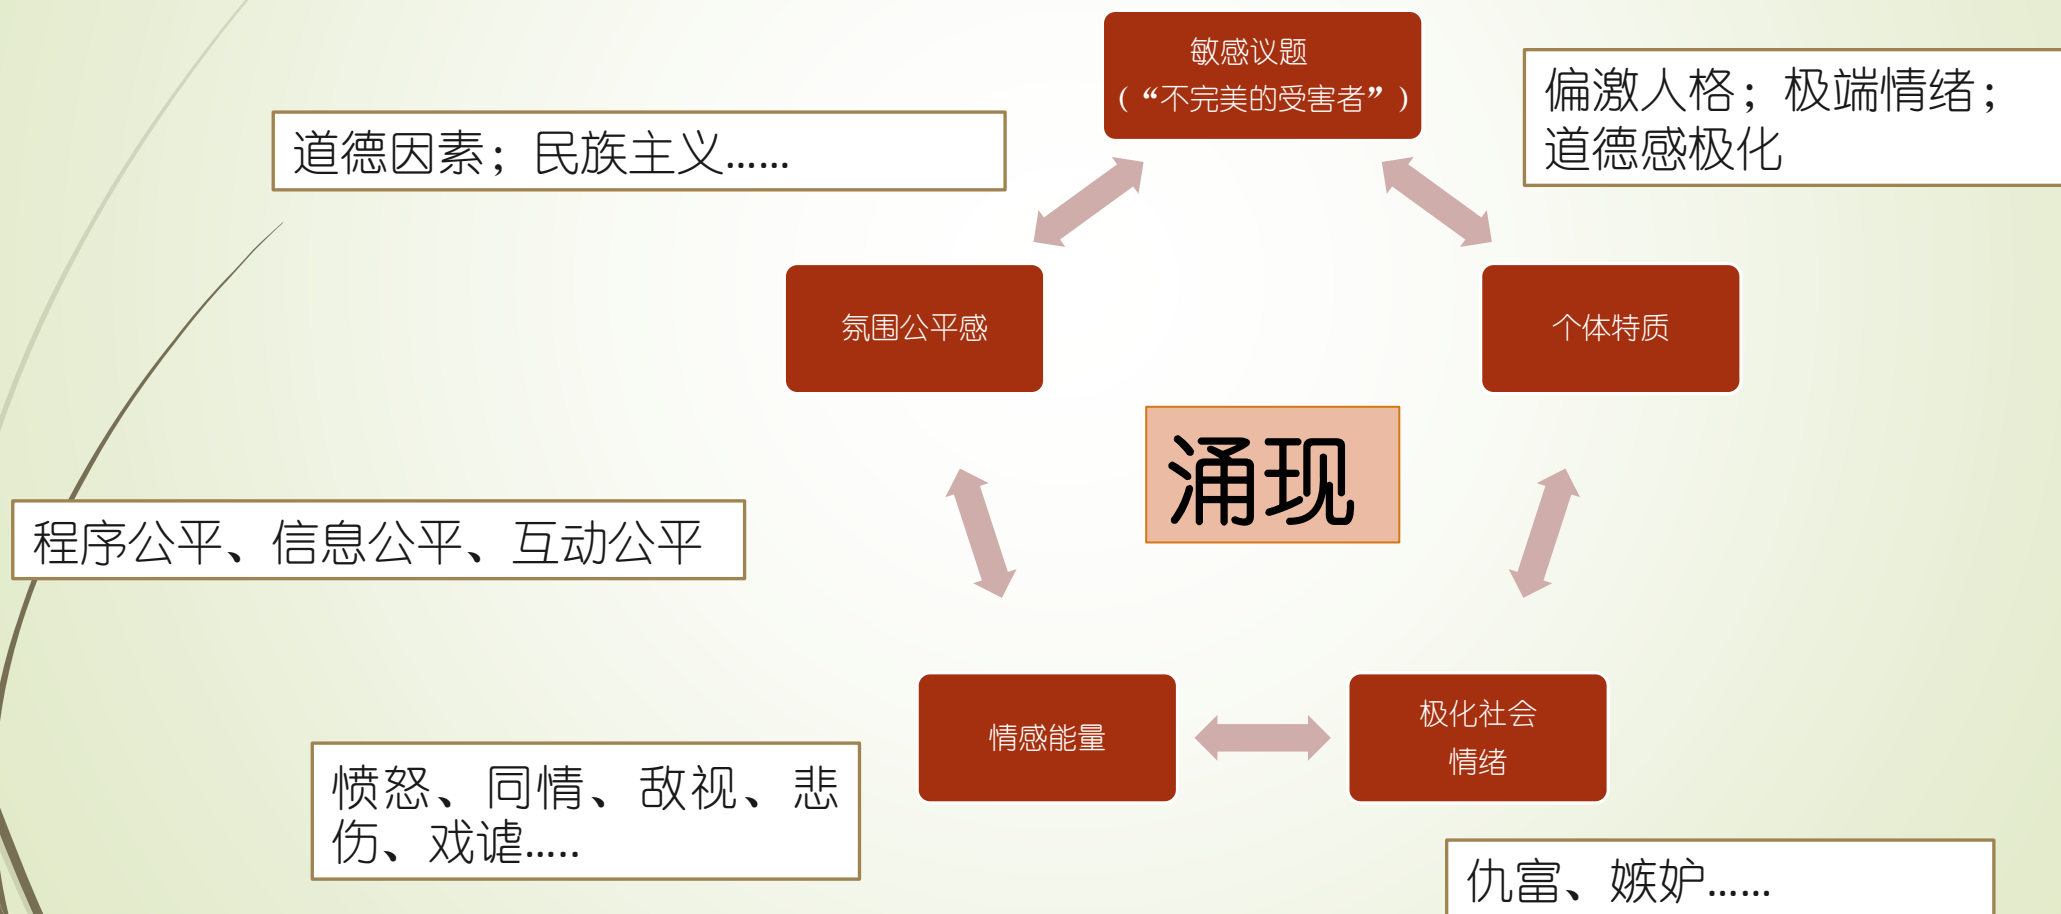 敏感议题
（“不完美的受害者”）
偏激人格；极端情绪；
道德感极化
道德因素；民族主义……
氛围公平感
个体特质
涌现
程序公平、信息公平、互动公平
情感能量
极化社会
情绪
愤怒、同情、敌视、悲
伤、戏谑…..
仇富、嫉妒……